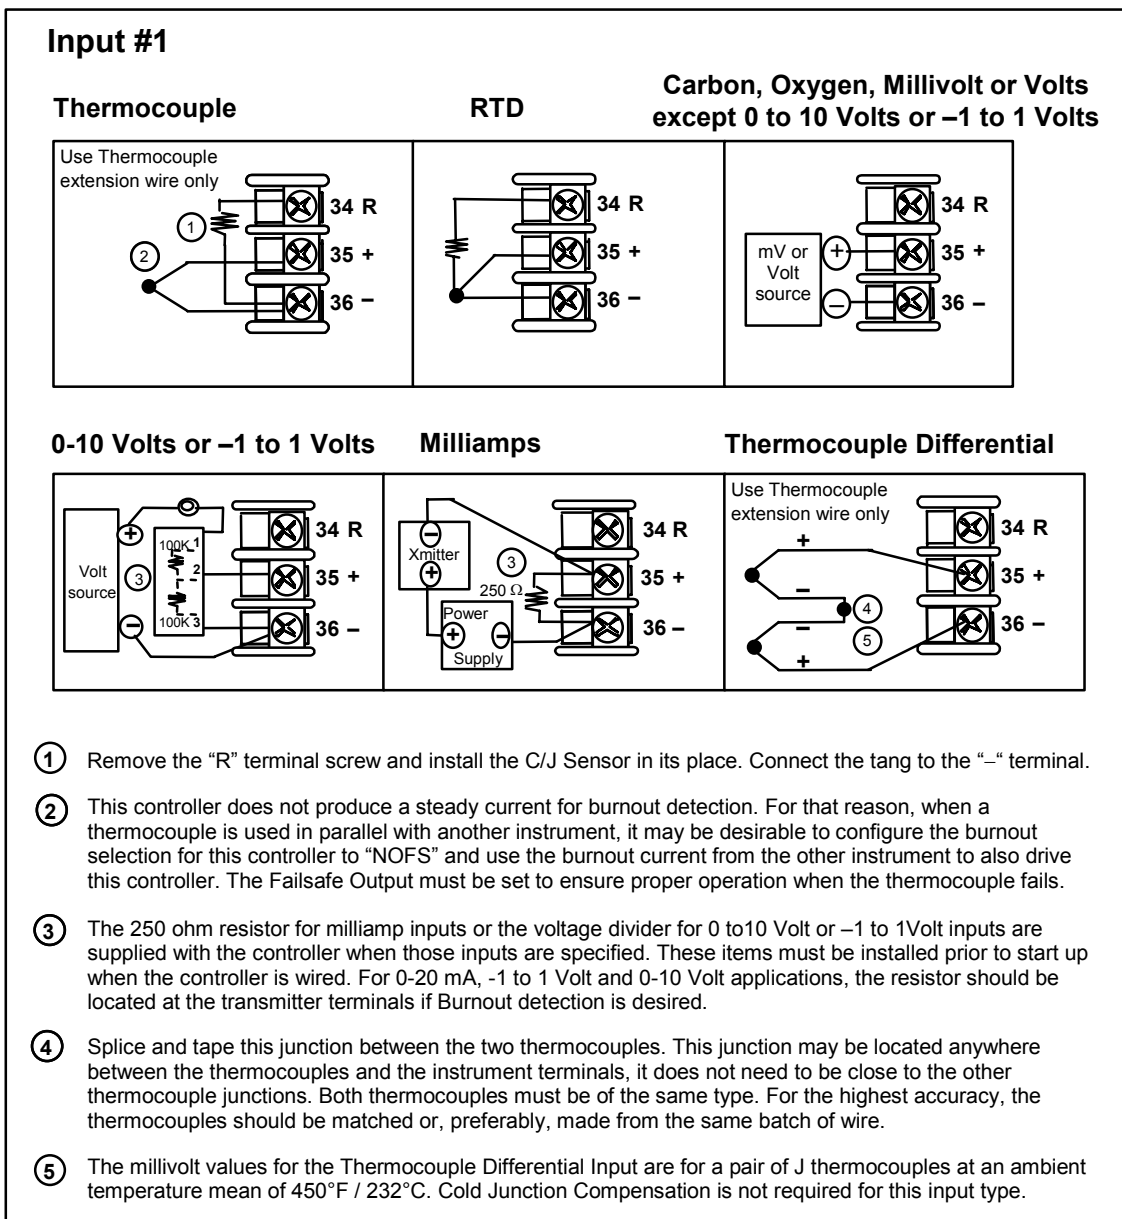 Input #1
Thermocouple
RTD
Carbon, Oxygen, Millivolt or Volts
except 0 to 10 Volts or –1 to 1 Volts
Use Thermocouple
extension wire only
1
2
34 R
35 +
36 –
34 R
35 +
36 –
mV or
Volt
source
+
–
34 R
35 +
36 –
0-10 Volts or –1 to 1 Volts
Milliamps
Thermocouple Differential
Volt
source
+
–
3
100K 1
2
100K 3
34 R
35 +
36 –
–
Xmitter
+
3
250 Ω
Power
+ –
Supply
34 R
35 +
36 –
Use Thermocouple
extension wire only
+
–
4
–
5
+
34 R
35 +
36 –
1 Remove the “R” terminal screw and install the C/J Sensor in its place. Connect the tang to the “–“ terminal.
2 This controller does not produce a steady current for burnout detection. For that reason, when a
thermocouple is used in parallel with another instrument, it may be desirable to configure the burnout
selection for this controller to “NOFS” and use the burnout current from the other instrument to also drive
this controller. The Failsafe Output must be set to ensure proper operation when the thermocouple fails.
3 The 250 ohm resistor for milliamp inputs or the voltage divider for 0 to10 Volt or –1 to 1Volt inputs are
supplied with the controller when those inputs are specified. These items must be installed prior to start up
when the controller is wired. For 0-20 mA, -1 to 1 Volt and 0-10 Volt applications, the resistor should be
located at the transmitter terminals if Burnout detection is desired.
4 Splice and tape this junction between the two thermocouples. This junction may be located anywhere
between the thermocouples and the instrument terminals, it does not need to be close to the other
thermocouple junctions. Both thermocouples must be of the same type. For the highest accuracy, the
thermocouples should be matched or, preferably, made from the same batch of wire.
5 The millivolt values for the Thermocouple Differential Input are for a pair of J thermocouples at an ambient
temperature mean of 450°F / 232°C. Cold Junction Compensation is not required for this input type.